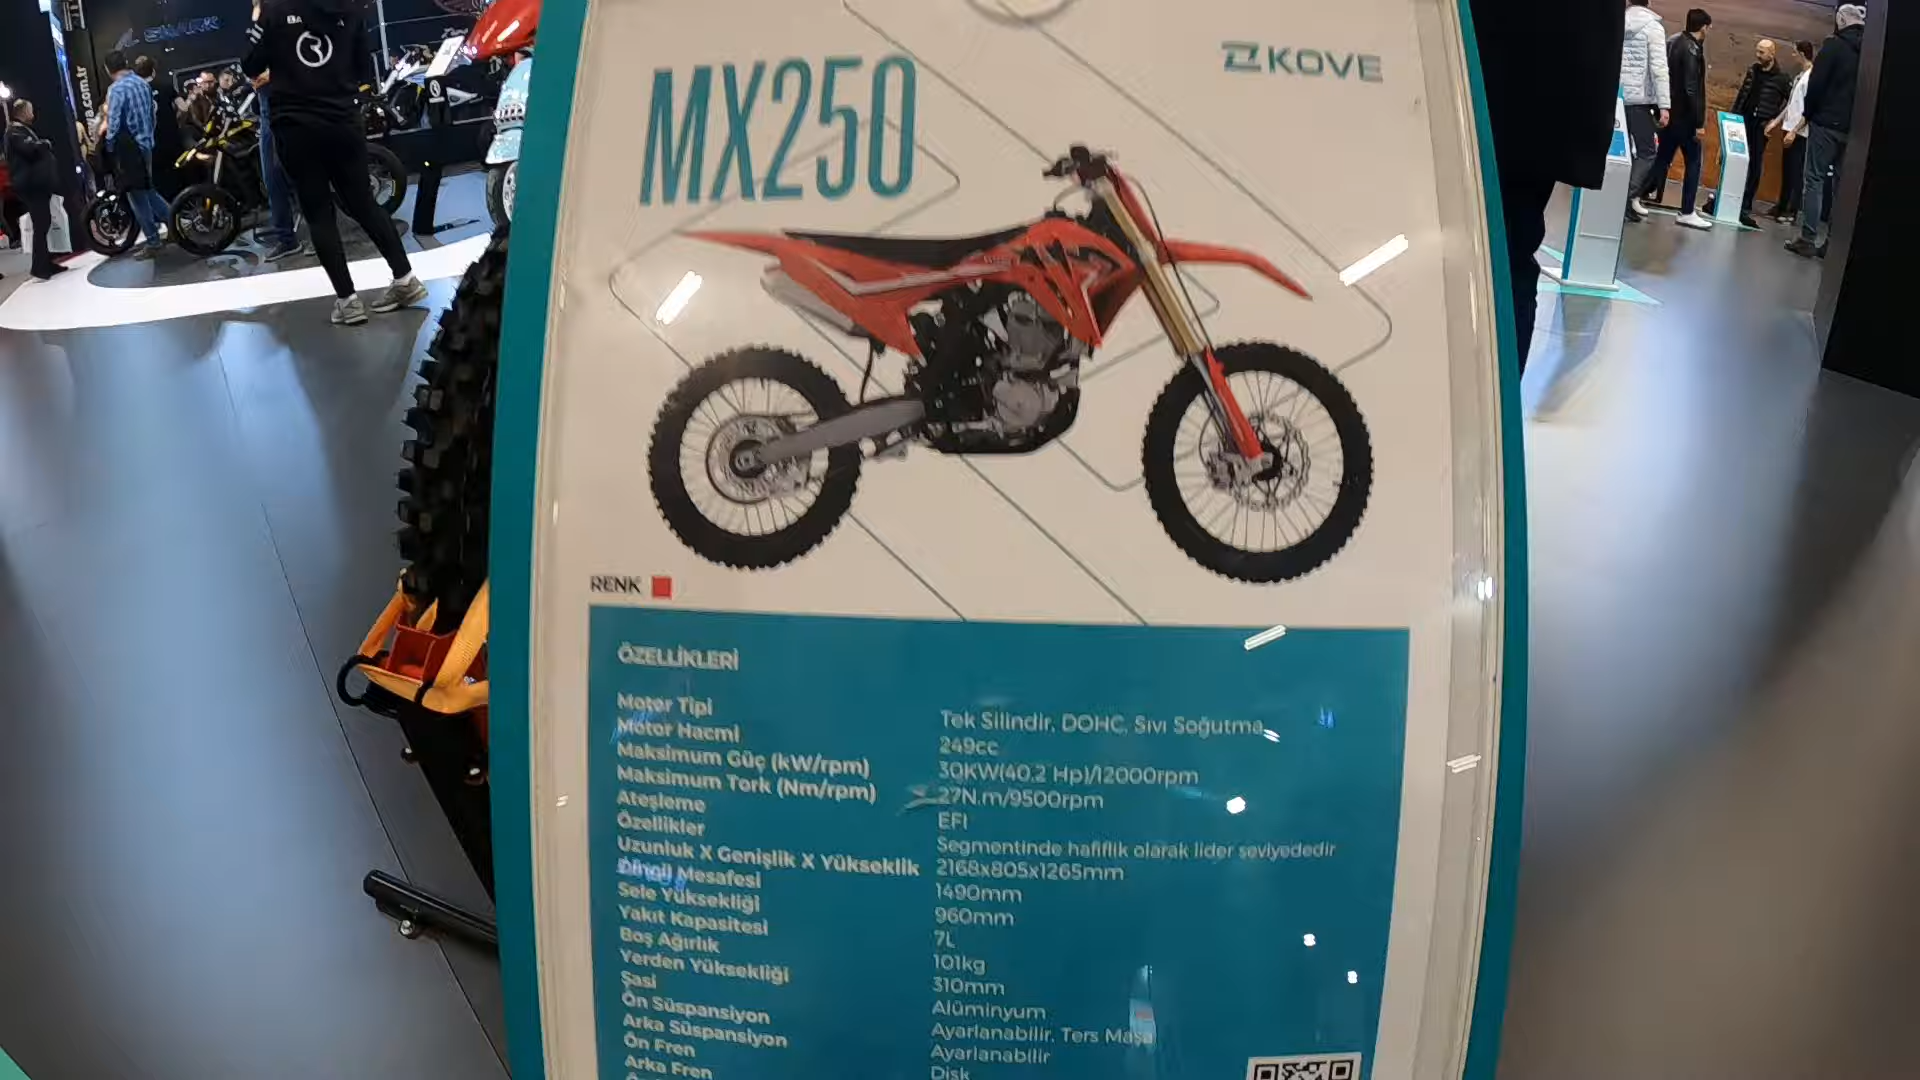 MX250
KOVE
RENK
ÖZELLİKLERİ
Motor Tipi Tek Silindir, DOHC, Sıvı Soğutma
Motor Hacmi 249cc
Maksimum Güç (kW/rpm) 30KW(40.2 Hp)/12000rpm
Maksimum Tork (Nm/rpm) 27N.m/9500rpm
Ateşleme EFI
Özellikler Segmentinde hafiflik olarak lider seviyededir
Uzunluk X Genişlik X Yükseklik 2168x805x1265mm
Dingil Mesafesi 1490mm
Sele Yüksekliği 960mm
Yakıt Kapasitesi 7L
Boş Ağırlık 101kg
Yerden Yüksekliği 310mm
Şasi Alüminyum
Ön Süspansiyon Ayarlanabilir, Ters Maşa
Arka Süspansiyon Ayarlanabilir
Ön Fren Disk
Arka Fren
SHARK